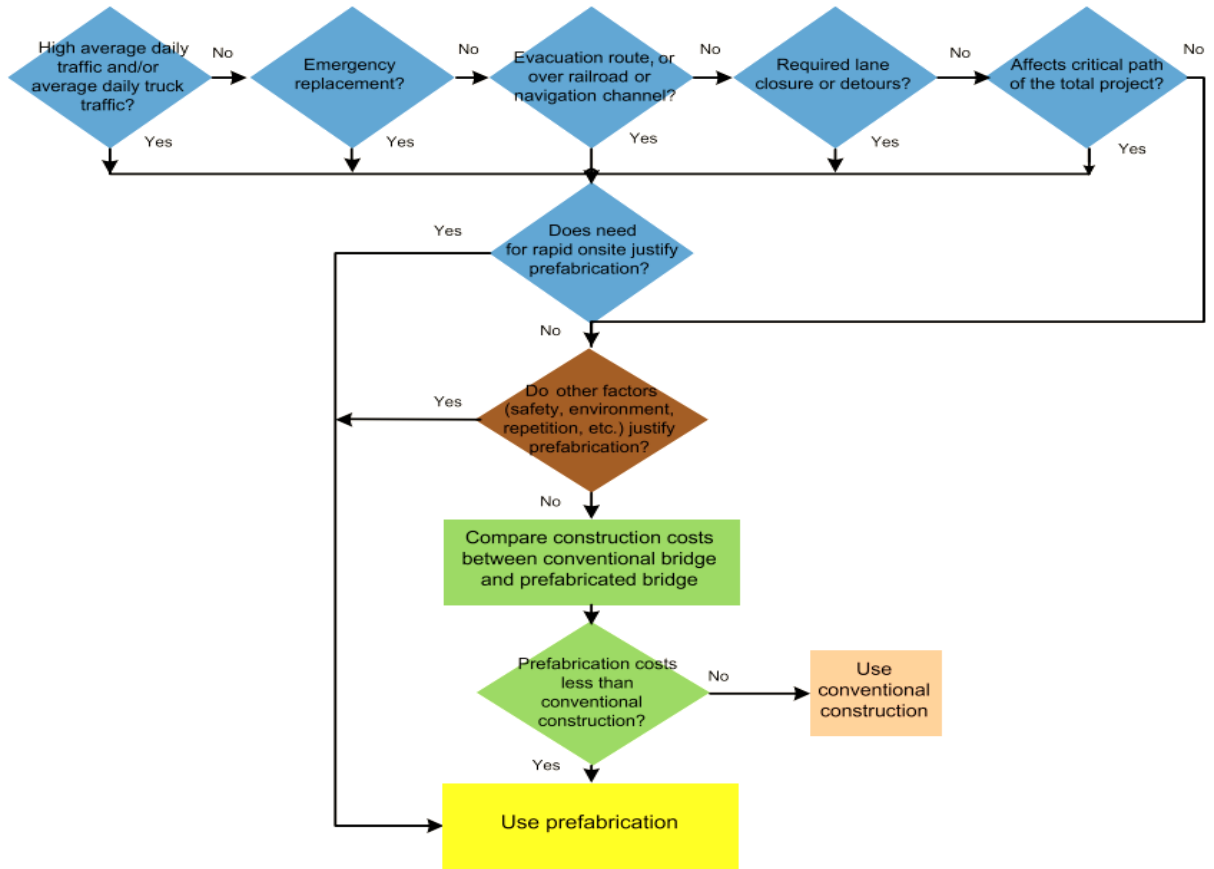 High average daily
traffic and/or
average daily truck
traffic?
No
Emergency
replacement?
No
Evacuation route, or
over railroad or
navigation channel?
No
Required lane
closure or detours?
No
Affects critical path
of the total project?
No
Yes
Yes
Yes
Yes
Yes
Does need
for rapid onsite justify
prefabrication?
Yes
No
Do other factors
(safety, environment,
repetition, etc.) justify
prefabrication?
Yes
No
Compare construction costs
between conventional bridge
and prefabricated bridge
Prefabrication costs
less than
conventional
construction?
No
Use
conventional
construction
Yes
Use prefabrication